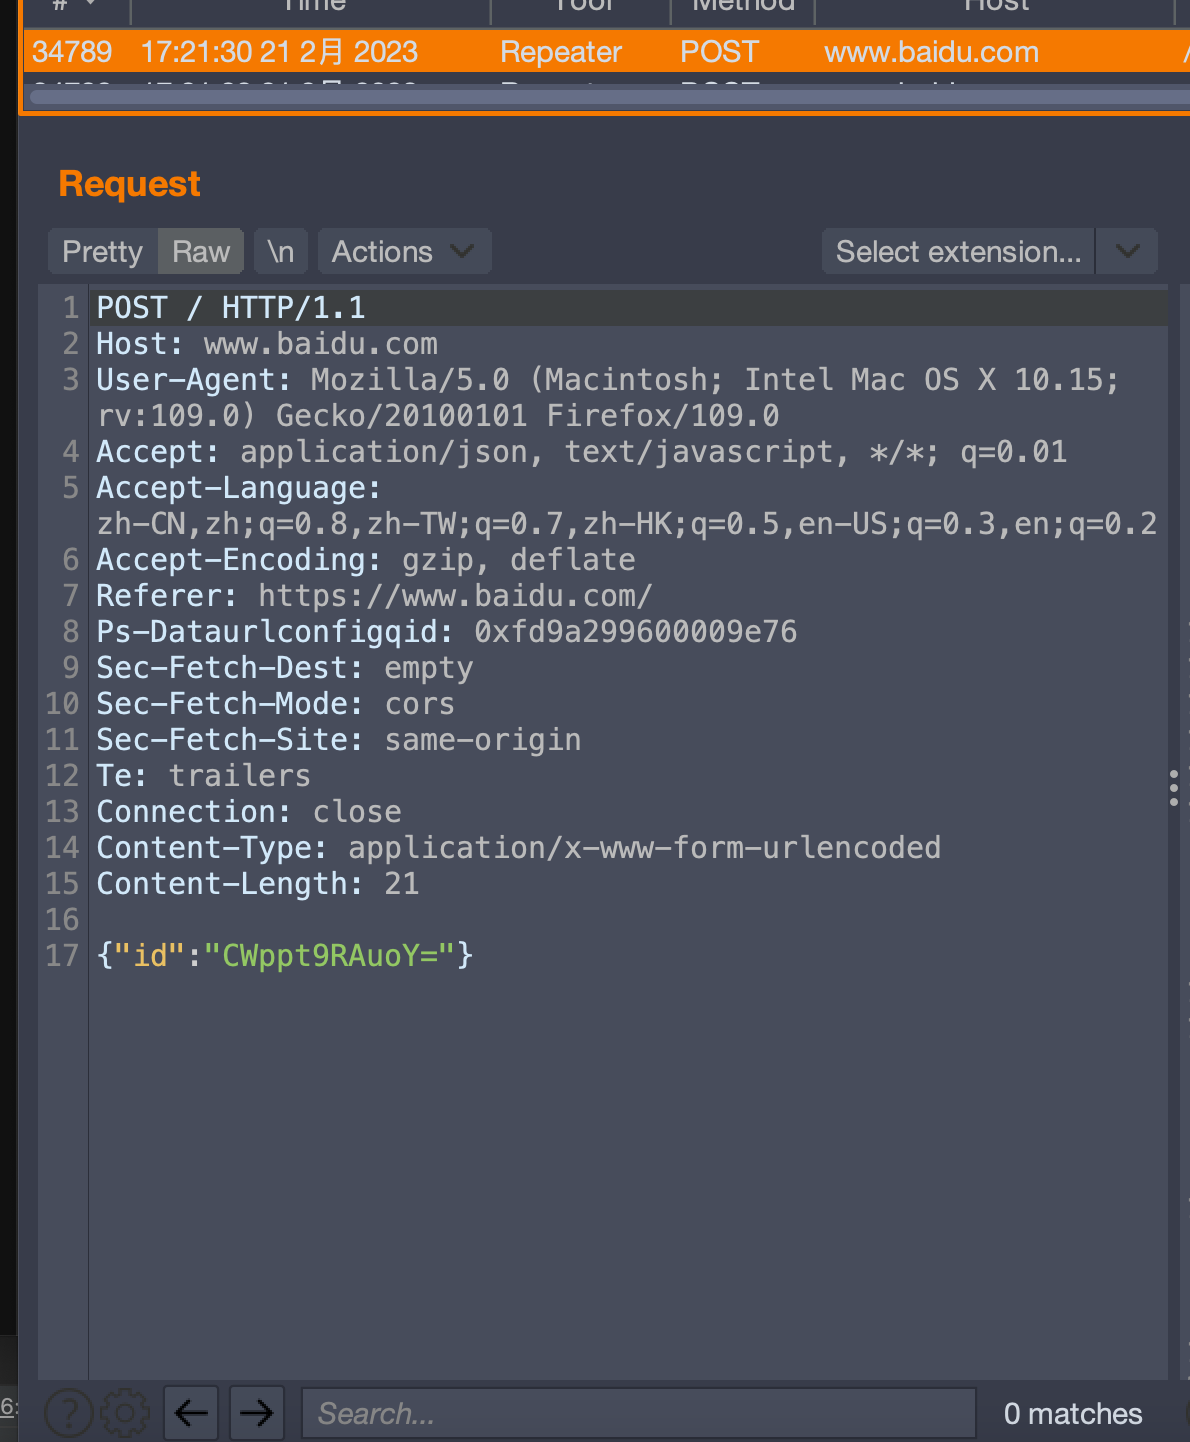 # Time Tool Method Host
34789 17:21:30 21 2月 2023 Repeater POST www.baidu.com /
Request
Pretty Raw \n Actions Select extension...
1 POST / HTTP/1.1
2 Host: www.baidu.com
3 User-Agent: Mozilla/5.0 (Macintosh; Intel Mac OS X 10.15;
rv:109.0) Gecko/20100101 Firefox/109.0
4 Accept: application/json, text/javascript, */*; q=0.01
5 Accept-Language:
zh-CN,zh;q=0.8,zh-TW;q=0.7,zh-HK;q=0.5,en-US;q=0.3,en;q=0.2
6 Accept-Encoding: gzip, deflate
7 Referer: https://www.baidu.com/
8 Ps-Dataurlconfigqid: 0xfd9a299600009e76
9 Sec-Fetch-Dest: empty
10 Sec-Fetch-Mode: cors
11 Sec-Fetch-Site: same-origin
12 Te: trailers
13 Connection: close
14 Content-Type: application/x-www-form-urlencoded
15 Content-Length: 21
16
17 {"id":"CWppt9RAuoY="}
6:
? Search... 0 matches